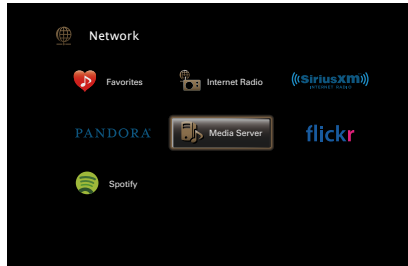 Network
Favorites
Internet Radio
((SiriusXM))
INTERNET RADIO
PANDORA
Media Server
flickr
Spotify